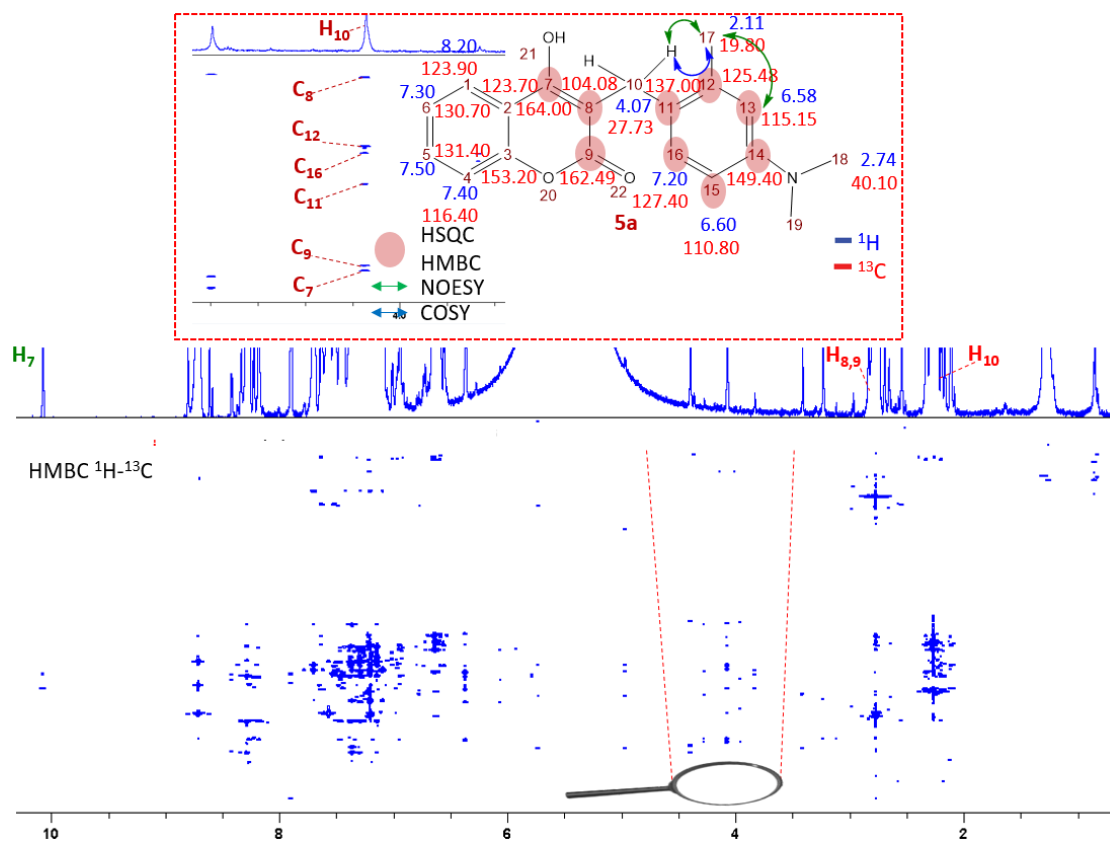 H10
8.20
2.11
OH
17
H
19.80
21
H
123.90
123.70
104.08
10
137.00
12
125.48
C8
7.30
1
7
6.58
6
130.70
2
164.00
8
4.07
11
13
115.15
27.73
C12
5
131.40
3
9
16
14
18
2.74
C16
7.50
4
153.20
O
162.49
O
7.20
15
149.40
N
40.10
C11
7.40
20
22
127.40
116.40
5a
6.60
19
HSQC
110.80
1H
C9
HMBC
13C
C7
NOESY
4.0
COSY
H7
H8,9
H10
HMBC 1H-13C
10
8
6
4
2